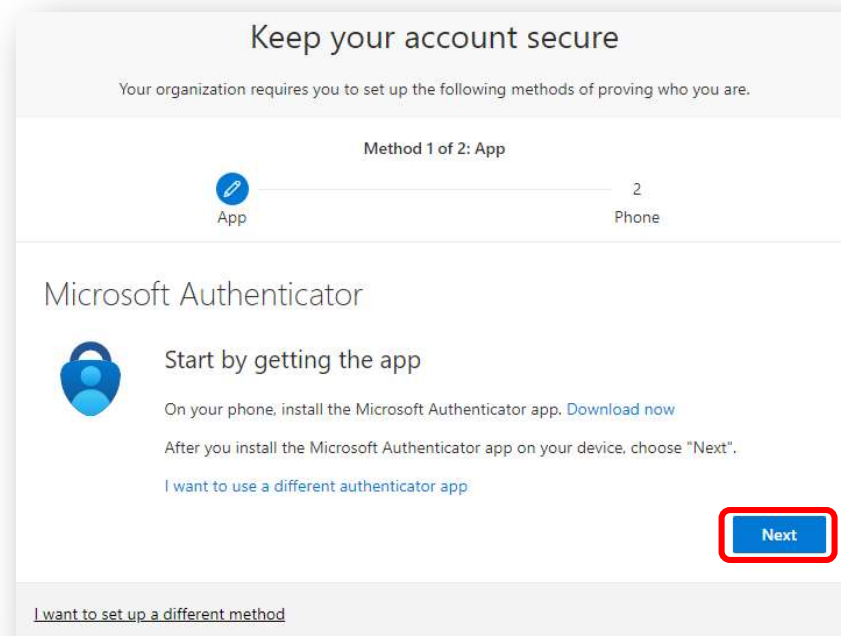 Keep your account secure
Your organization requires you to set up the following methods of proving who you are.
Method 1 of 2: App
2
App
Phone
Microsoft Authenticator
Start by getting the app
On your phone, install the Microsoft Authenticator app. Download now
After you install the Microsoft Authenticator app on your device, choose "Next".
I want to use a different authenticator app
Next
I want to set up a different method